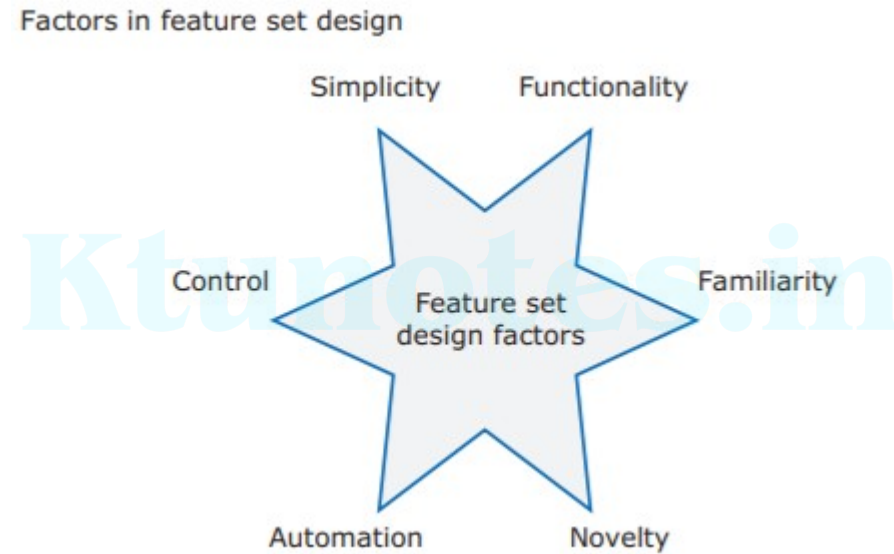 Factors in feature set design
Simplicity Functionality
Control Familiarity
Ktunotes.in
Feature set
design factors
Automation Novelty